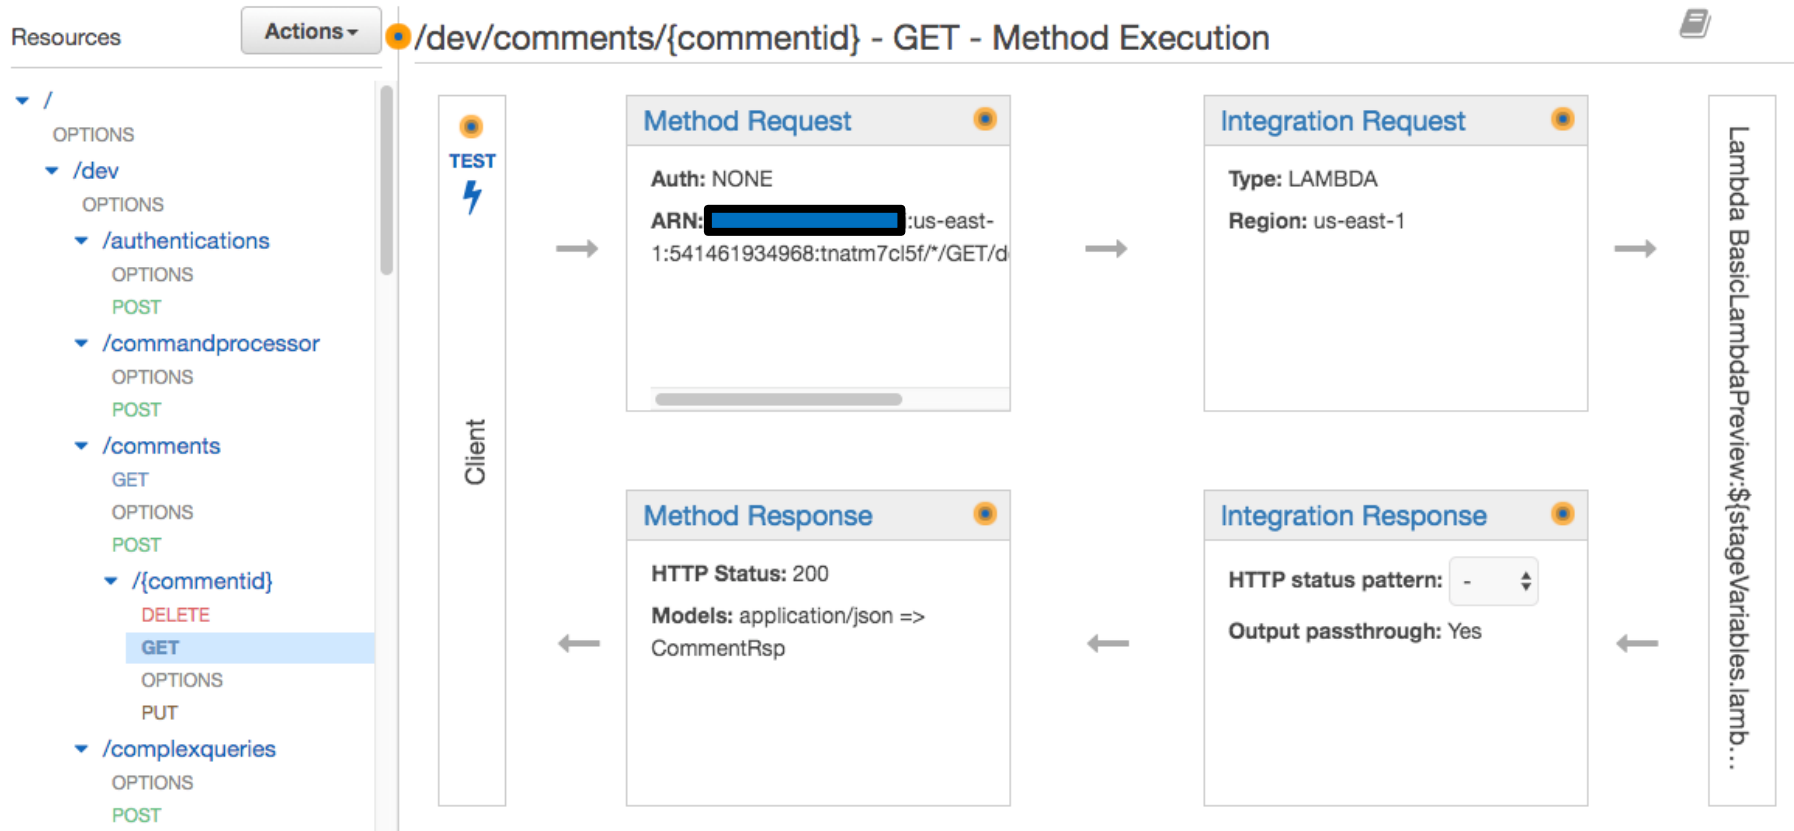 Resources
Actions
/dev/comments/{commentid} - GET - Method Execution
/
OPTIONS
/dev
OPTIONS
/authentications
OPTIONS
POST
/commandprocessor
OPTIONS
POST
/comments
GET
OPTIONS
POST
/{commentid}
DELETE
GET
OPTIONS
PUT
/complexqueries
OPTIONS
POST
TEST
Client
Method Request
Auth: NONE
ARN: :us-east-
1:541461934968:tnatm7cl5f/*/GET/d
Integration Request
Type: LAMBDA
Region: us-east-1
Lambda BasicLambdaPreview:${stageVariables.lamb...
Method Response
HTTP Status: 200
Models: application/json =>
CommentRsp
Integration Response
HTTP status pattern: -
Output passthrough: Yes